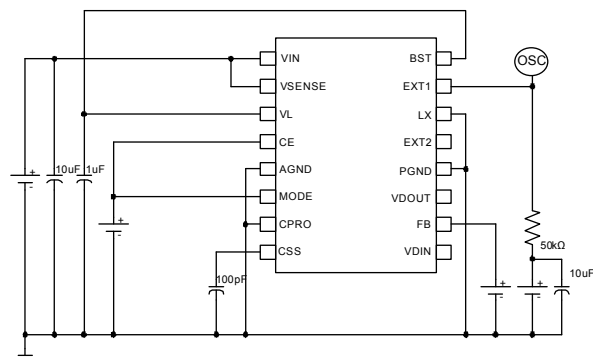 VIN
VSENSE
VL
CE
AGND
MODE
CPRO
CSS
BST
EXT1
LX
EXT2
PGND
VDOUT
FB
VDIN
OSC
+
-
10uF
1uF
+
-
100pF
50kΩ
+
-
+
-
10uF